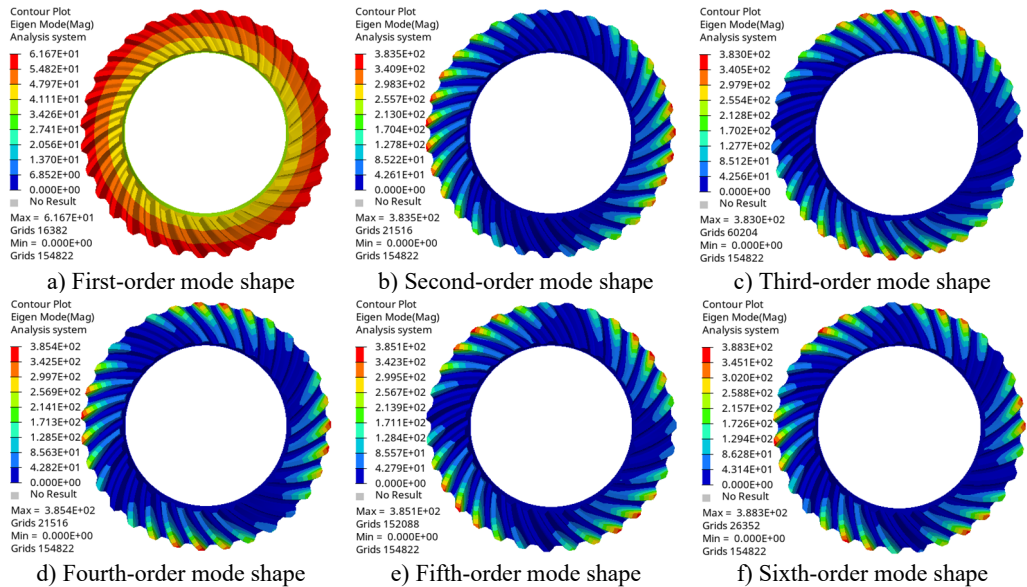 Contour Plot
Eigen Mode(Mag)
Analysis system
6.167E+01
5.482E+01
4.797E+01
4.111E+01
3.426E+01
2.741E+01
2.056E+01
1.370E+01
6.852E+00
0.000E+00
No Result
Max = 6.167E+01
Grids 16382
Min = 0.000E+00
Grids 154822
a) First-order mode shape
Contour Plot
Eigen Mode(Mag)
Analysis system
3.835E+02
3.409E+02
2.983E+02
2.557E+02
2.130E+02
1.704E+02
1.278E+02
8.522E+01
4.261E+01
0.000E+00
No Result
Max = 3.835E+02
Grids 21516
Min = 0.000E+00
Grids 154822
b) Second-order mode shape
Contour Plot
Eigen Mode(Mag)
Analysis system
3.830E+02
3.405E+02
2.979E+02
2.554E+02
2.128E+02
1.702E+02
1.277E+02
8.512E+01
4.256E+01
0.000E+00
No Result
Max = 3.830E+02
Grids 60204
Min = 0.000E+00
Grids 154822
c) Third-order mode shape
Contour Plot
Eigen Mode(Mag)
Analysis system
3.854E+02
3.425E+02
2.997E+02
2.569E+02
2.141E+02
1.713E+02
1.285E+02
8.563E+01
4.282E+01
0.000E+00
No Result
Max = 3.854E+02
Grids 21516
Min = 0.000E+00
Grids 154822
d) Fourth-order mode shape
Contour Plot
Eigen Mode(Mag)
Analysis system
3.851E+02
3.423E+02
2.995E+02
2.567E+02
2.139E+02
1.711E+02
1.284E+02
8.557E+01
4.279E+01
0.000E+00
No Result
Max = 3.851E+02
Grids 152088
Min = 0.000E+00
Grids 154822
e) Fifth-order mode shape
Contour Plot
Eigen Mode(Mag)
Analysis system
3.883E+02
3.451E+02
3.020E+02
2.588E+02
2.157E+02
1.726E+02
1.294E+02
8.628E+01
4.314E+01
0.000E+00
No Result
Max = 3.883E+02
Grids 26352
Min = 0.000E+00
Grids 154822
f) Sixth-order mode shape